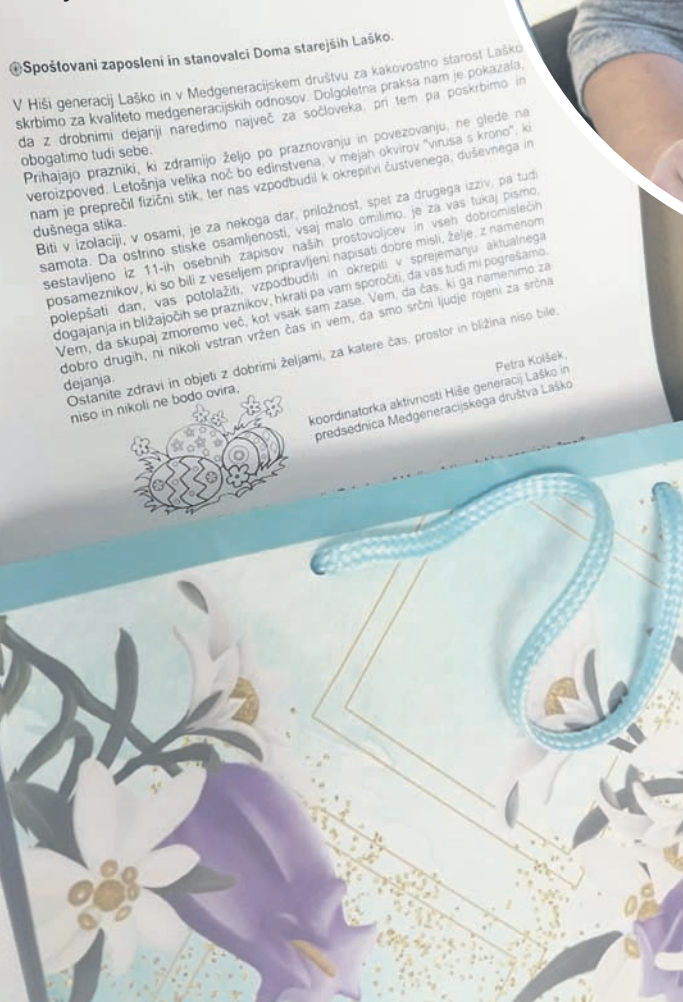 Spoštovani zaposleni in stanovalci Doma starejših Laško.
V Hiši generacij Laško in v Medgeneracijskem društvu za kakovostno starost Laško
skrbimo za kvaliteto medgeneracijskih odnosov. Dolgoletna praksa nam je pokazala,
da z drobnimi dejanji naredimo največ za sočloveka, pri tem pa poskrbimo in
obogatimo tudi sebe.
Prihajajo prazniki, ki zdramijo željo po praznovanju in povezovanju, ne glede na
veroizpoved. Letošnja velika noč bo edinstvena, v mejah okvirov "virusa s krono", ki
nam je preprečil fizični stik, ter nas vzpodbudil k okrepitvi čustvenega, duševnega in
dušnega stika.
Biti v izolaciji, v osami, je za nekoga dar, priložnost, spet za drugega izziv, pa tudi
samota. Da ostrino stiske osamljenosti, vsaj malo omilimo, je za vas tukaj pismo,
sestavljeno iz 11-ih osebnih zapisov naših prostovoljcev in vseh dobromislečih
posameznikov, ki so bili z veseljem pripravljeni napisati dobre misli, želje, z namenom
polepšati dan, vas potolažiti, vzpodbuditi in okrepiti v sprejemanju aktualnega
dogajanja in bližajočih se praznikov, hkrati pa vam sporočiti, da vas tudi mi pogrešamo.
Vem, da skupaj zmoremo več, kot vsak sam zase. Vem, da čas, ki ga namenimo za
dobro drugih, ni nikoli vstran vržen čas in vem, da smo srčni ljudje rojeni za srčna
dejanja.
Ostanite zdravi in objeti z dobrimi željami, za katere čas, prostor in bližina niso bile,
niso in nikoli ne bodo ovira.
Petra Kolšek,
koordinatorka aktivnosti Hiše generacij Laško in
predsednica Medgeneracijskega društva Laško